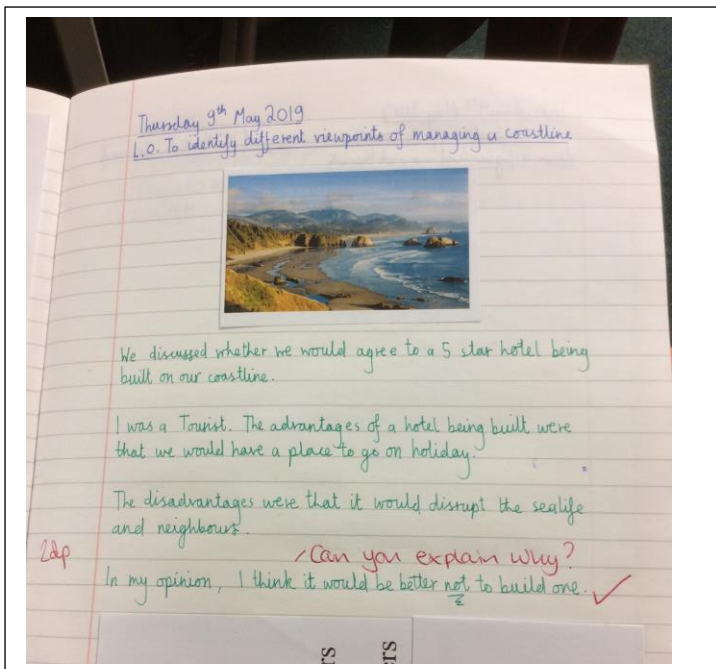 Thursday 9th May 2019
L.O. To identify different viewpoints of managing a coastline
We discussed whether we would agree to a 5 star hotel being
built on our coastline.
I was a Tourist. The advantages of a hotel being built were
that we would have a place to go on holiday.
The disadvantages were that it would disrupt the sealife
and neighbours.
2dp
Can you explain why?
In my opinion, I think it would be better not to build one.
rs
ers